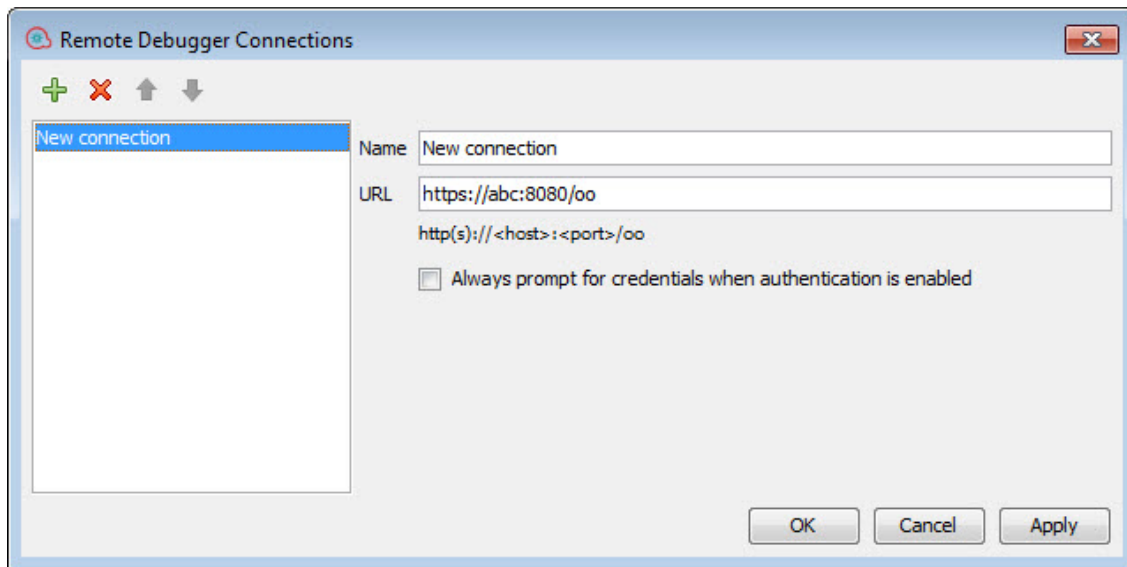 Remote Debugger Connections
New connection
Name New connection
URL https://abc:8080/oo
http(s)://<host>:<port>/oo
Always prompt for credentials when authentication is enabled
OK Cancel Apply